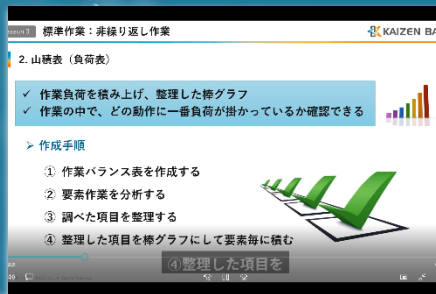 標準作業：非繰り返し作業
KAIZEN BA
2. 山積表（負荷表）
✓ 作業負荷を積み上げ、整理した棒グラフ
✓ 作業の中で、どの動作に一番負荷が掛かっているか確認できる
➢ 作成手順
① 作業バランス表を作成する
② 要素作業を分析する
③ 調べた項目を整理する
④ 整理した項目を棒グラフにして要素毎に積む
④整理した項目を